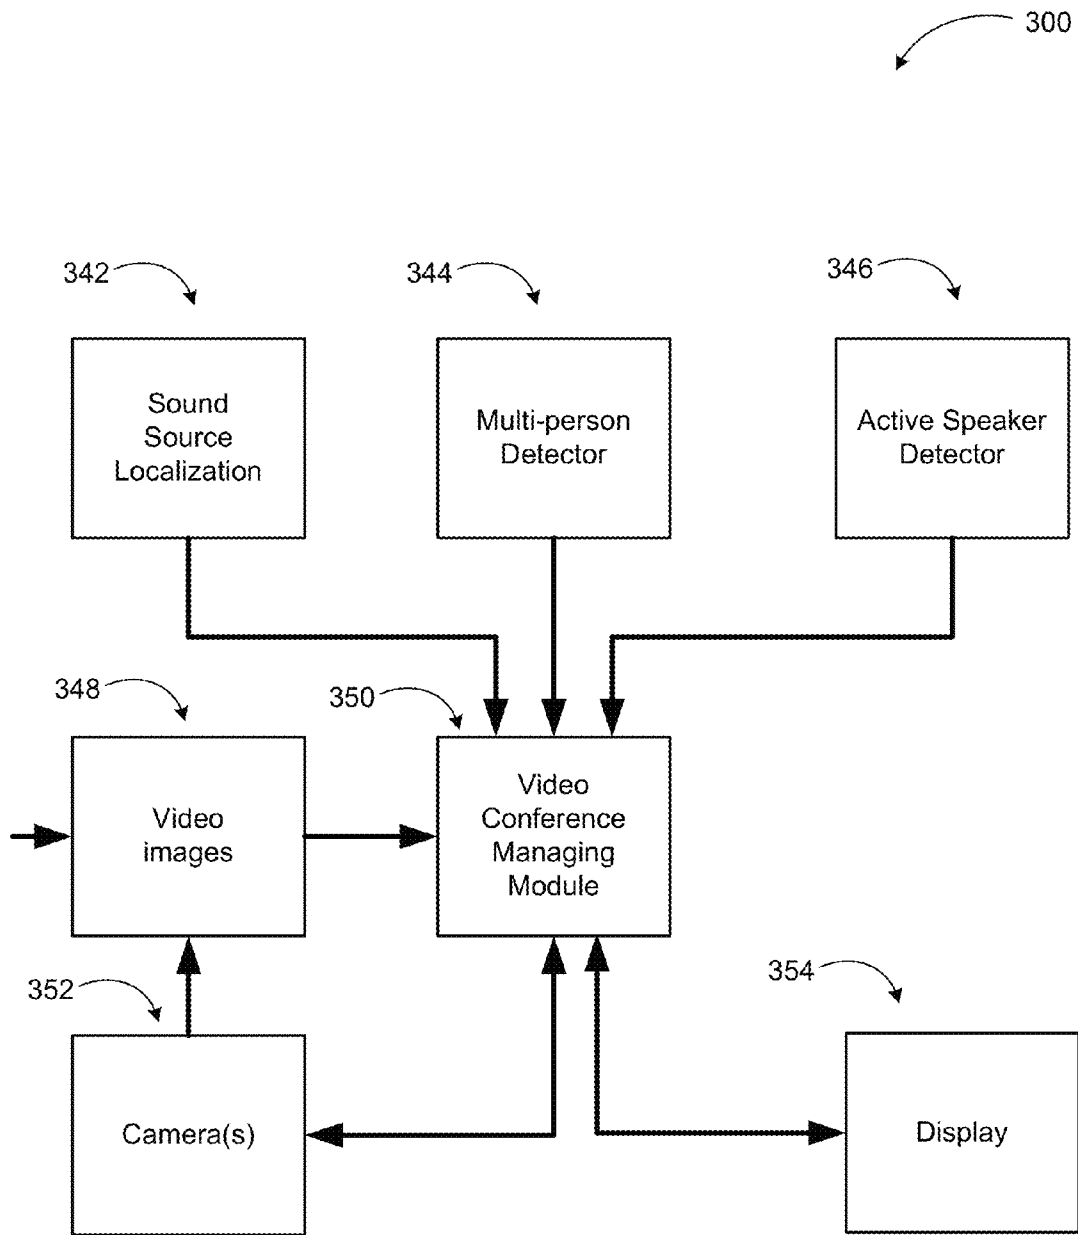 300
342
344
346
Sound
Source
Localization
Multi-person
Detector
Active Speaker
Detector
348
350
Video
images
Video
Conference
Managing
Module
352
354
Camera(s)
Display